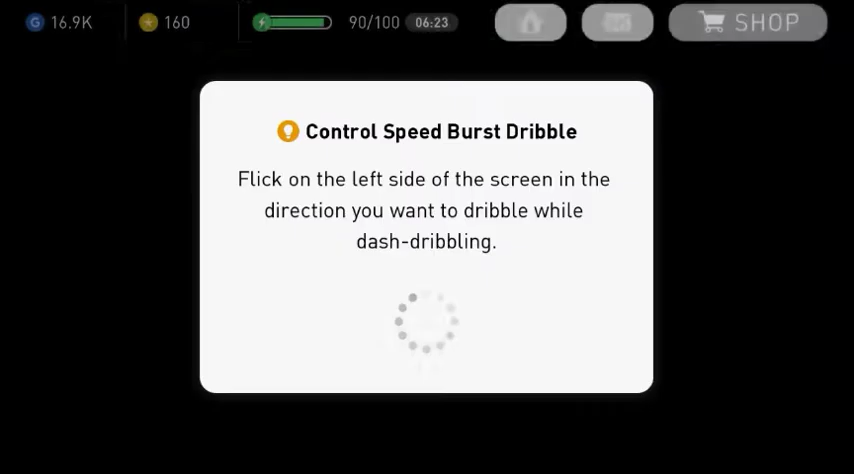 G 16.9K 160 90/100 06:23 SHOP
Control Speed Burst Dribble
Flick on the left side of the screen in the
direction you want to dribble while
dash-dribbling.